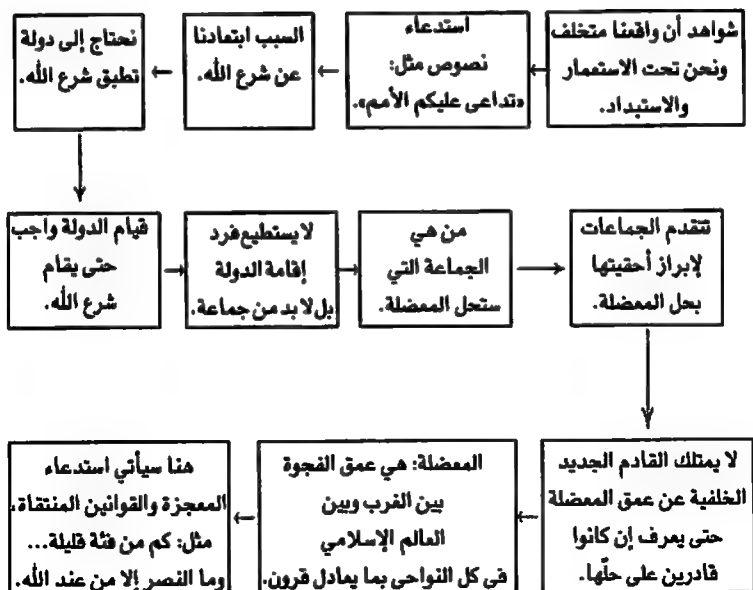 شواهد أن واقعنا متخلف
ونحن تحت الاستعمار
والاستبداد.
استدعاء
نصوص مثل:
«تداعى عليكم الأمم».
السبب ابتعادنا
عن شرع الله.
نحتاج إلى دولة
تطبق شرع الله.
قيام الدولة واجب
حتى يقام
شرع الله.
لا يستطيع فرد
إقامة الدولة
بل لا بد من جماعة.
من هي
الجماعة التي
ستحل المعضلة.
تتقدم الجماعات
لإبراز أحقيتها
بحل المعضلة.
لا يمتلك القادم الجديد
الخلفية عن عمق المعضلة
حتى يعرف إن كانوا
قادرين على حلّها.
المعضلة: هي عمق الفجوة
بين الغرب وبين
العالم الإسلامي
في كل النواحي بما يعادل قرون.
هنا سيأتي استدعاء
المعجزة والقوانين المنتقاة،
مثل: كم من فئة قليلة...
وما النصر إلا من عند الله.